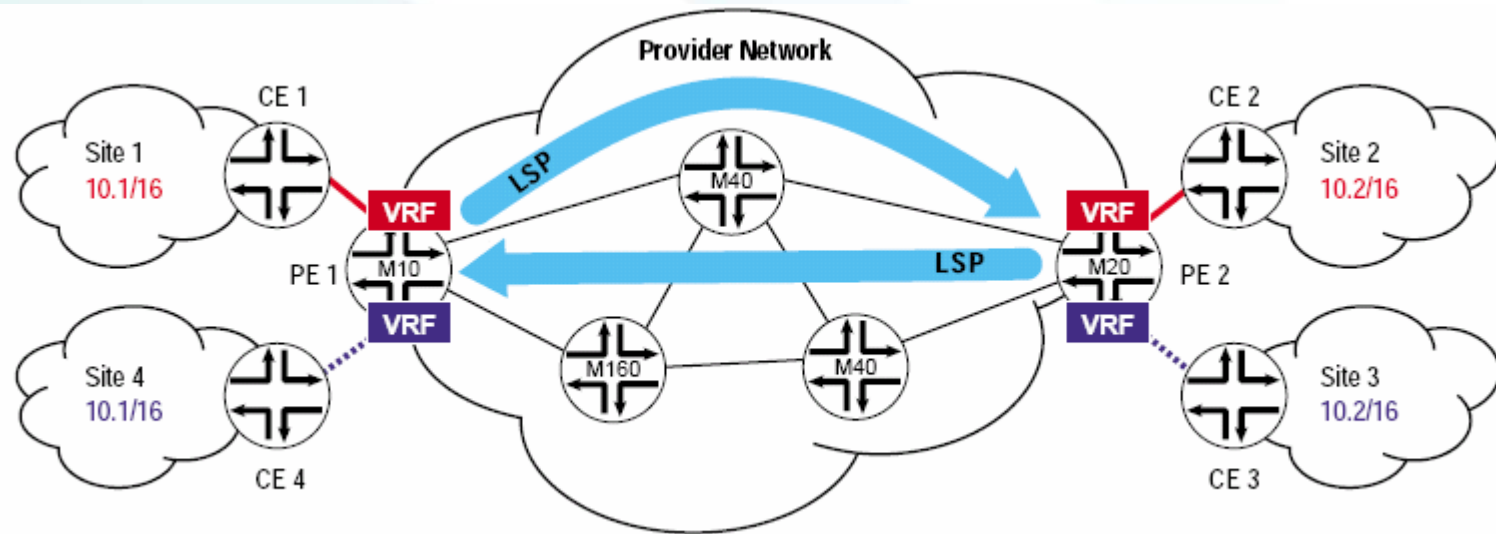 Provider Network
CE 1
Site 1
10.1/16
VRF
M10
PE 1
LSP
M40
LSP
VRF
M20
PE 2
CE 2
Site 2
10.2/16
VRF
Site 4
10.1/16
CE 4
M160
M40
VRF
Site 3
10.2/16
CE 3